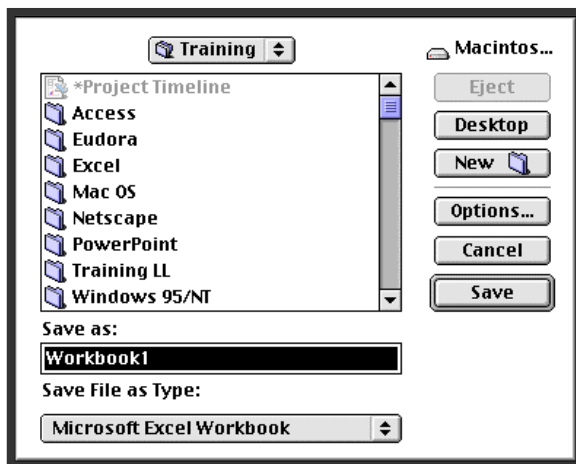 Training
Macintos...
*Project Timeline
Access
Eudora
Excel
Mac OS
Netscape
PowerPoint
Training LL
Windows 95/NT
Eject
Desktop
New
Options...
Cancel
Save
Save as:
Workbook1
Save File as Type:
Microsoft Excel Workbook